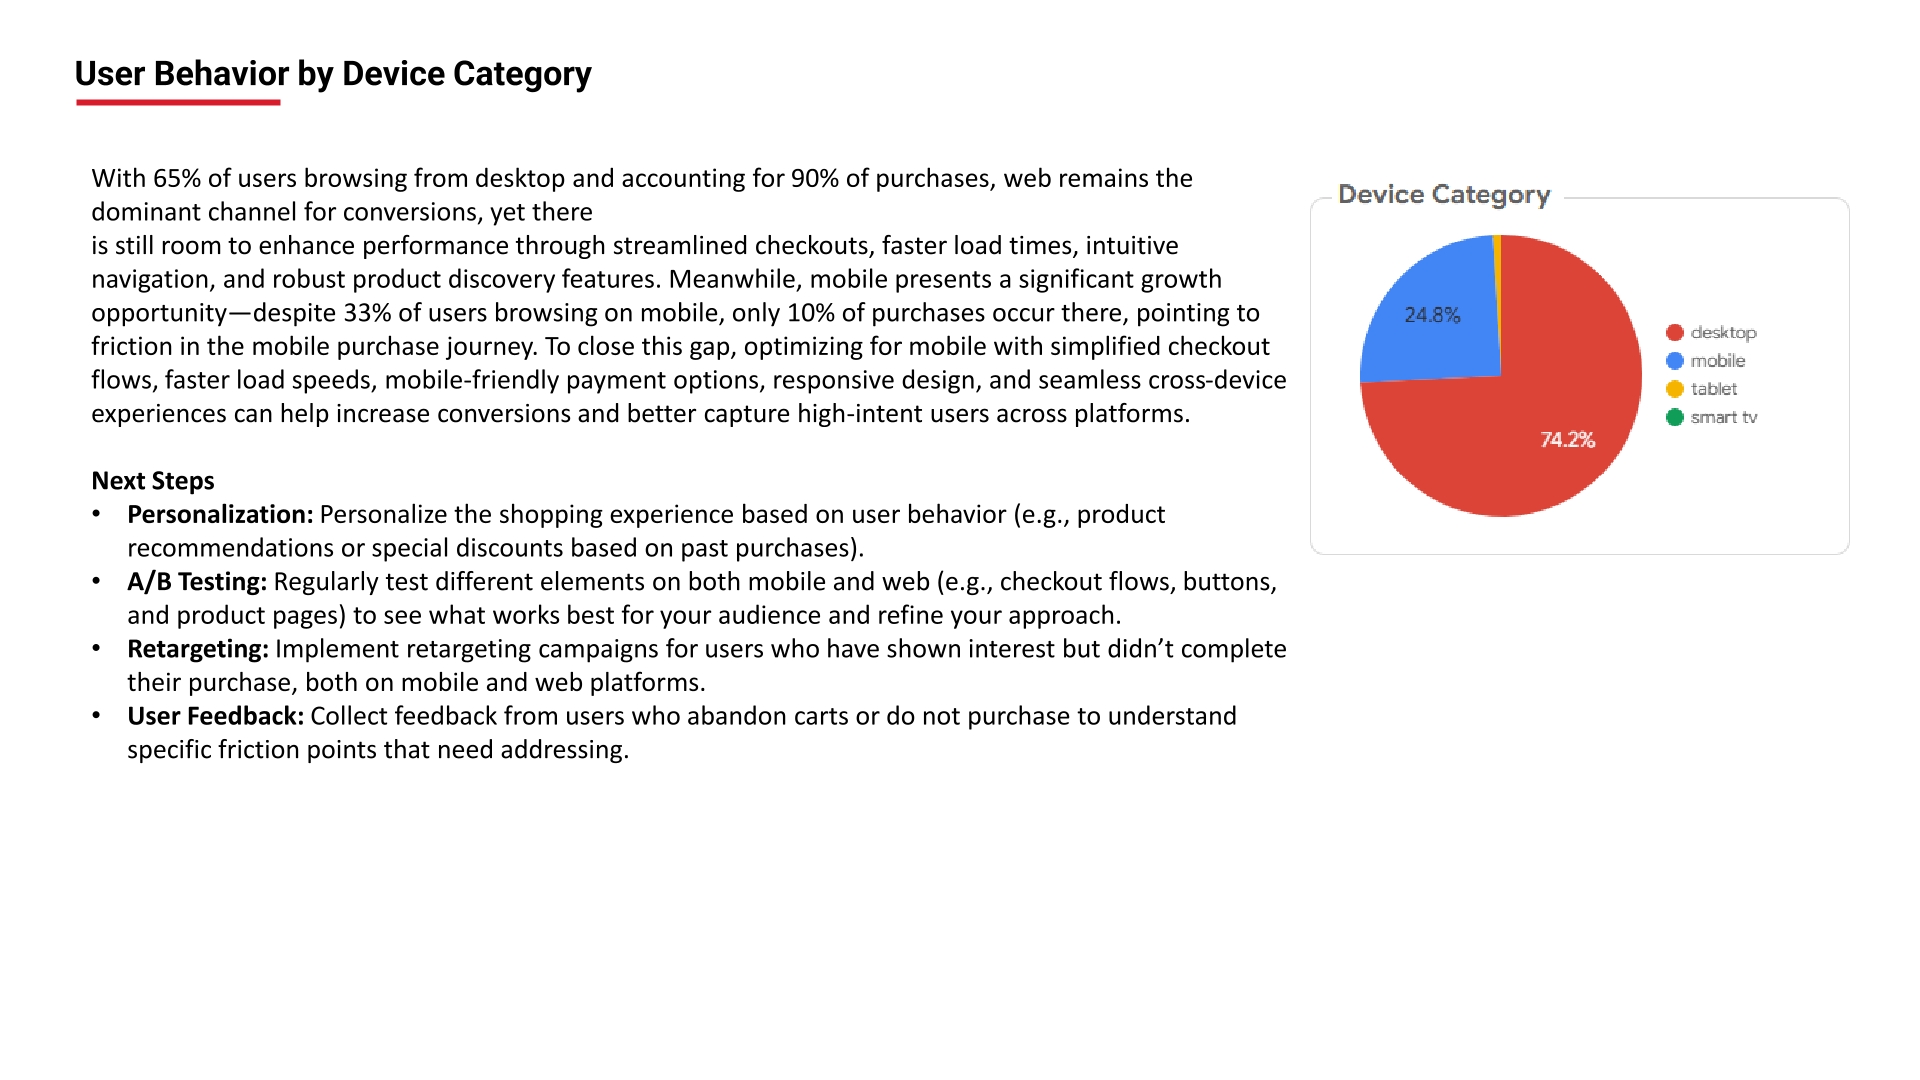 User Behavior by Device Category
With 65% of users browsing from desktop and accounting for 90% of purchases, web remains the
dominant channel for conversions, yet there
is still room to enhance performance through streamlined checkouts, faster load times, intuitive
navigation, and robust product discovery features. Meanwhile, mobile presents a significant growth
opportunity—despite 33% of users browsing on mobile, only 10% of purchases occur there, pointing to
friction in the mobile purchase journey. To close this gap, optimizing for mobile with simplified checkout
flows, faster load speeds, mobile-friendly payment options, responsive design, and seamless cross-device
experiences can help increase conversions and better capture high-intent users across platforms.
Next Steps
• Personalization: Personalize the shopping experience based on user behavior (e.g., product
recommendations or special discounts based on past purchases).
• A/B Testing: Regularly test different elements on both mobile and web (e.g., checkout flows, buttons,
and product pages) to see what works best for your audience and refine your approach.
• Retargeting: Implement retargeting campaigns for users who have shown interest but didn’t complete
their purchase, both on mobile and web platforms.
• User Feedback: Collect feedback from users who abandon carts or do not purchase to understand
specific friction points that need addressing.
Device Category
24.8%
74.2%
desktop
mobile
tablet
smart tv